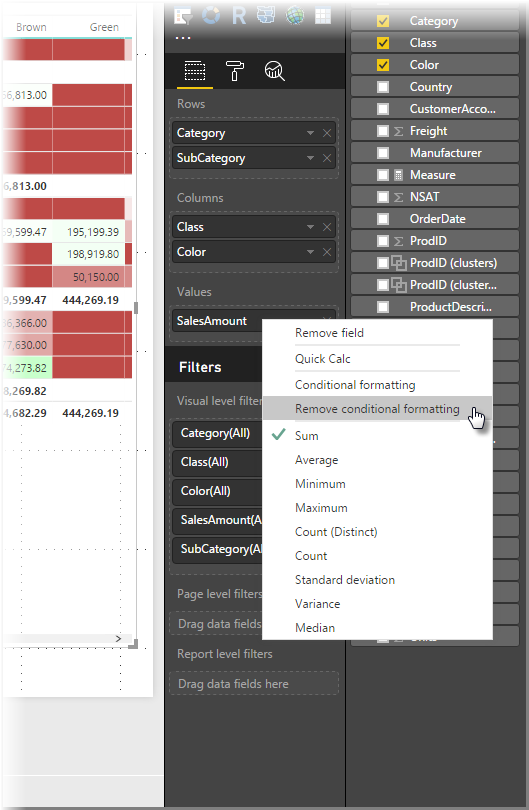 Brown Green
56,813.00
6,813.00
59,599.47 195,199.39
198,919.80
50,150.00
9,599.47 444,269.19
66,366.00
77,630.00
74,273.82
8,269.82
4,682.29 444,269.19
Rows
Category
SubCategory
Columns
Class
Color
Values
SalesAmount
Filters
Visual level filters
Category(All)
Class(All)
Color(All)
SalesAmount(A
SubCategory(Al
Page level filters
Drag data fields
Report level filters
Drag data fields here
Remove field
Quick Calc
Conditional formatting
Remove conditional formatting
Sum
Average
Minimum
Maximum
Count (Distinct)
Count
Standard deviation
Variance
Median
Category
Class
Color
Country
CustomerAcco...
Freight
Manufacturer
Measure
NSAT
OrderDate
ProdID
ProdID (clusters)
ProdID (cluster...
ProductDescri...